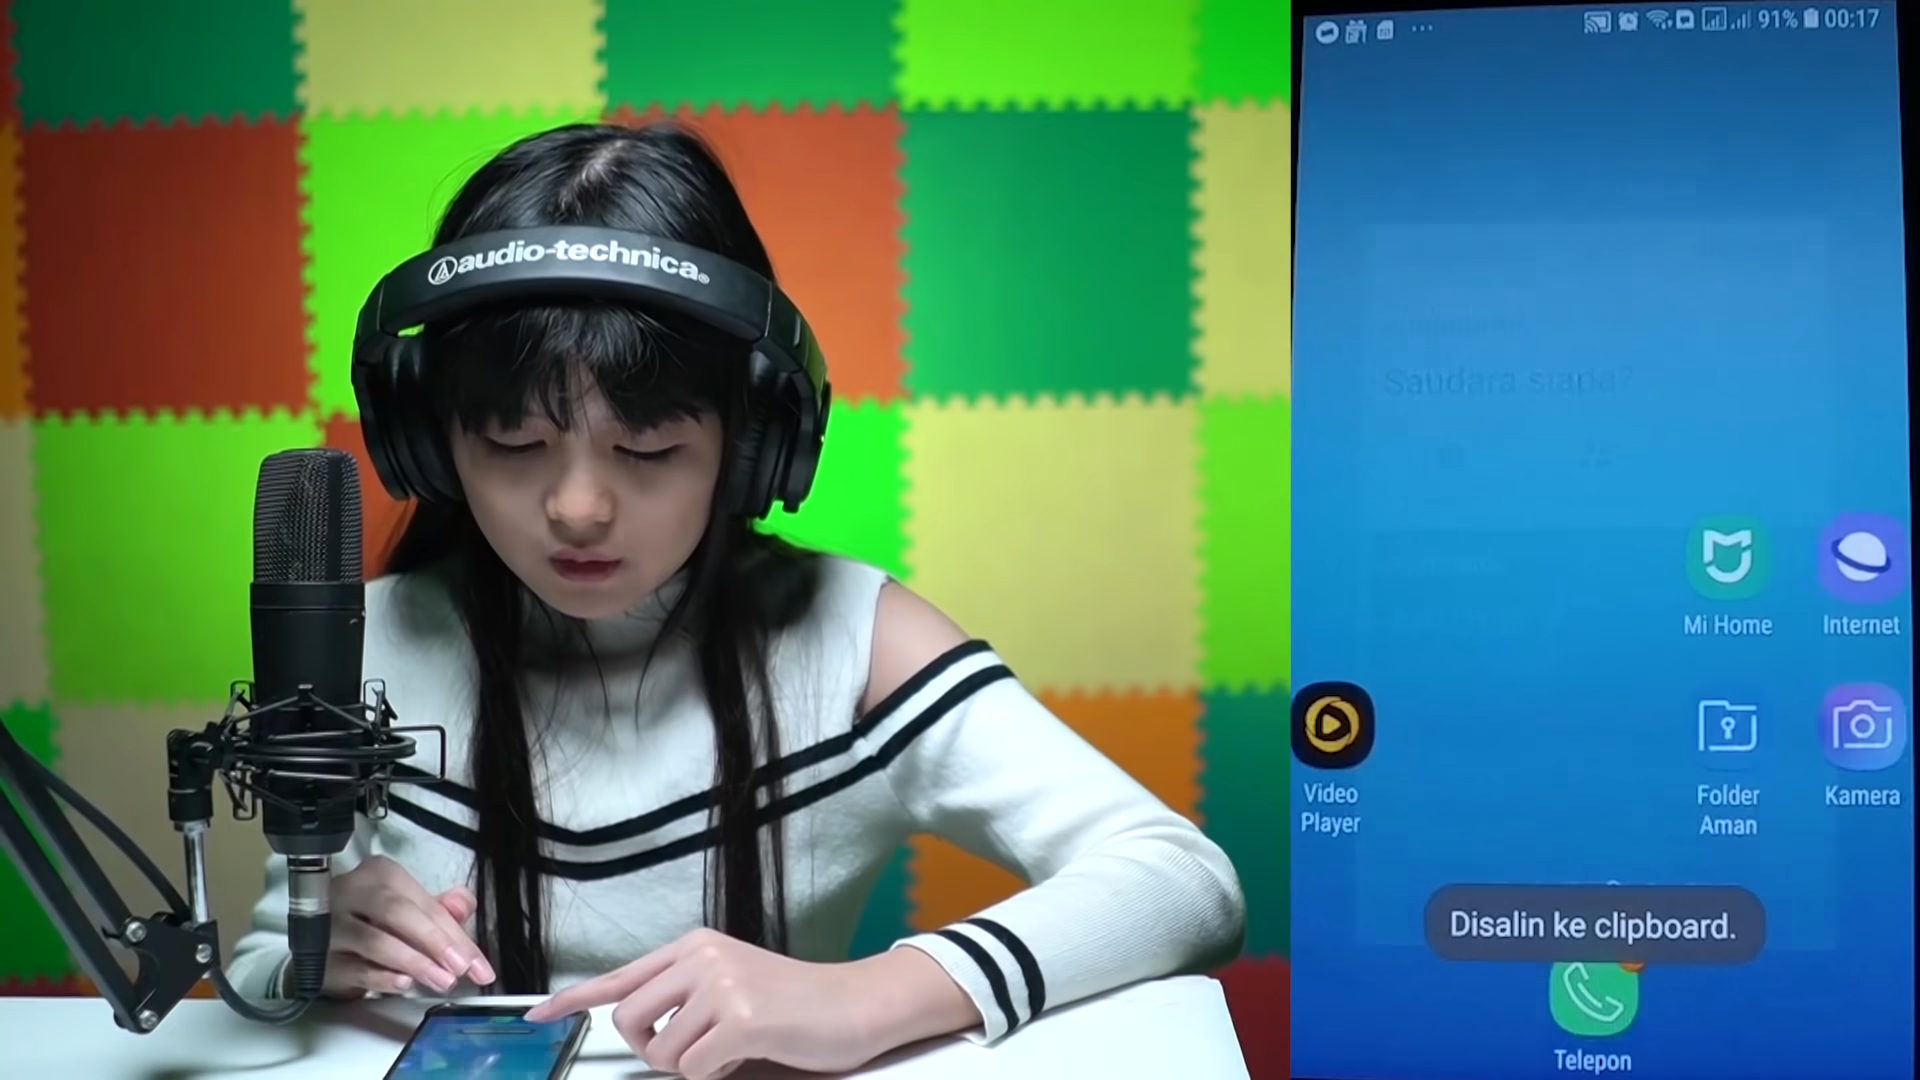 audio-technica
91% 00:17
Saudara siapa?
Mi Home
Internet
Video
Player
Folder
Aman
Kamera
Disalin ke clipboard.
Telepon